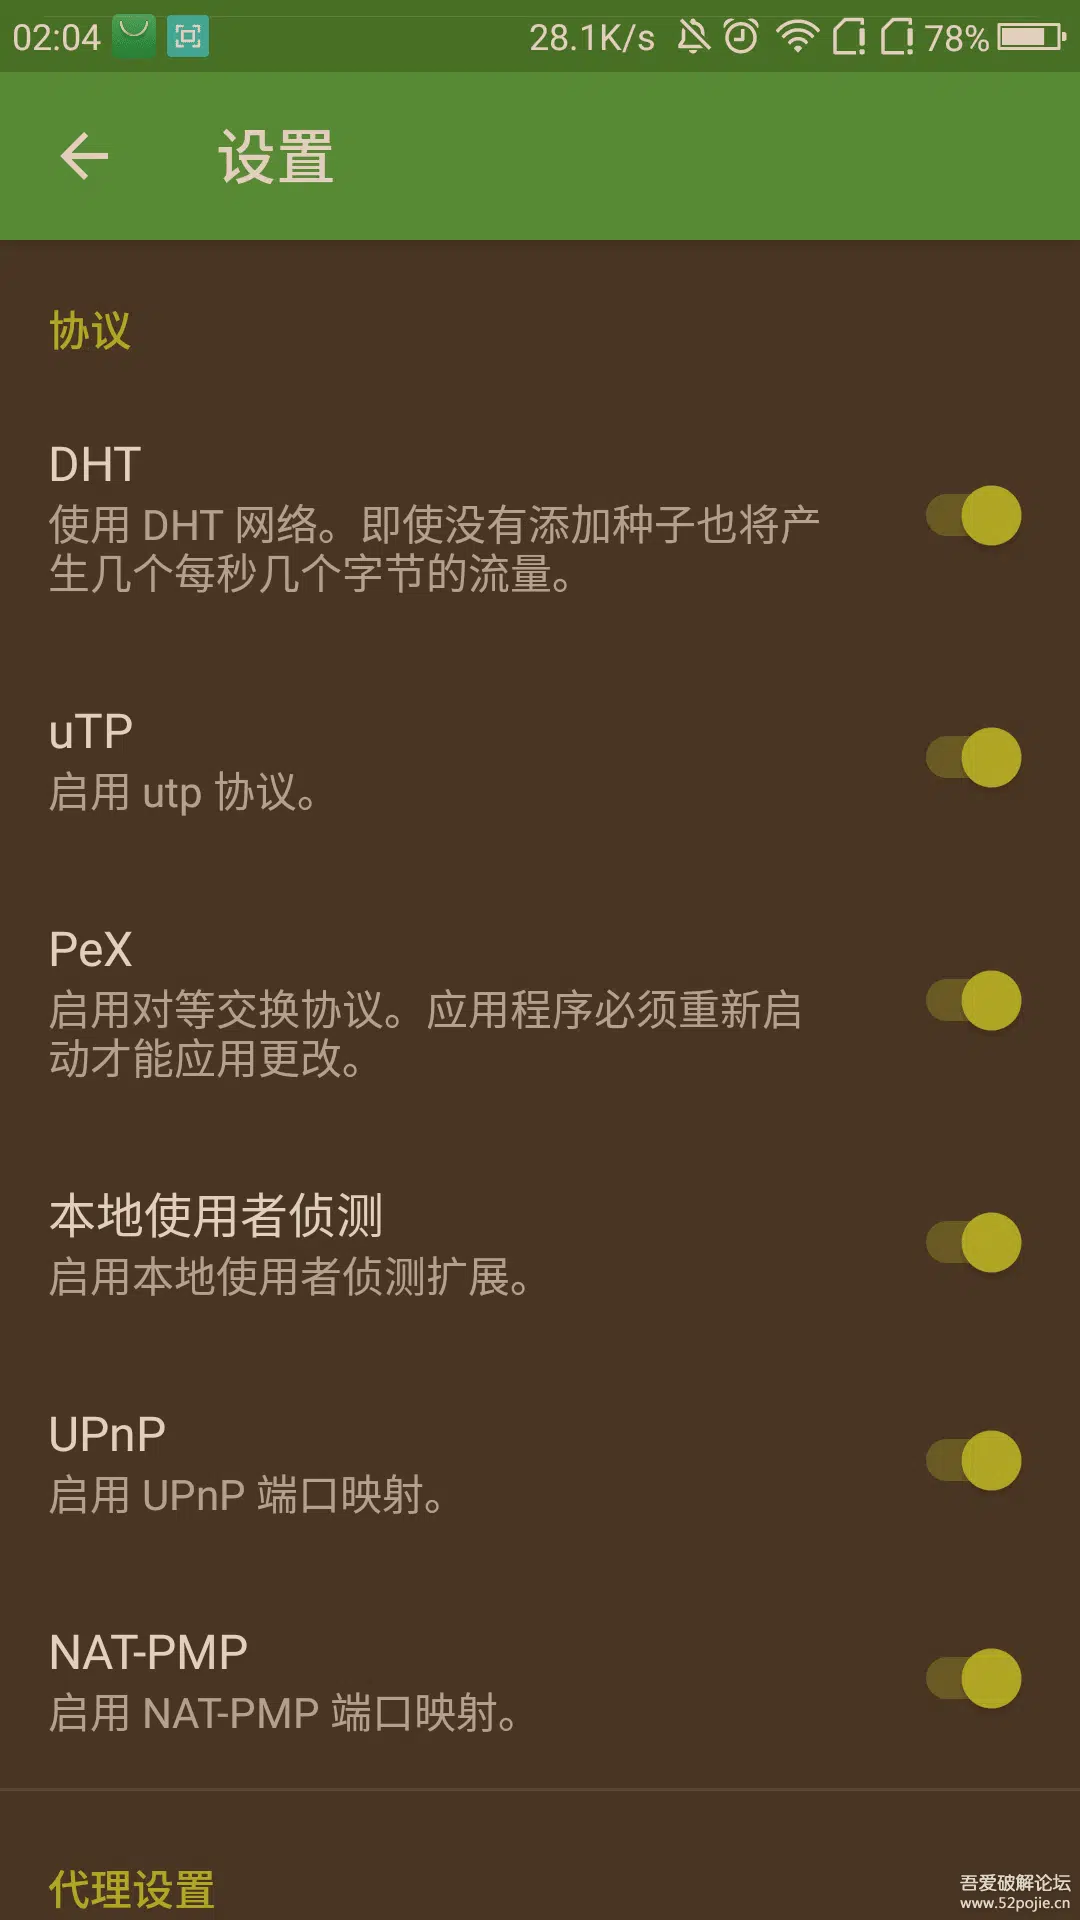 02:04 28.1K/s 78%
设置
协议
DHT
使用 DHT 网络。即使没有添加种子也将产
生几个每秒几个字节的流量。
uTP
启用 utp 协议。
PeX
启用对等交换协议。应用程序必须重新启
动才能应用更改。
本地使用者侦测
启用本地使用者侦测扩展。
UPnP
启用 UPnP 端口映射。
NAT-PMP
启用 NAT-PMP 端口映射。
代理设置
吾爱破解论坛
www.52pojie.cn